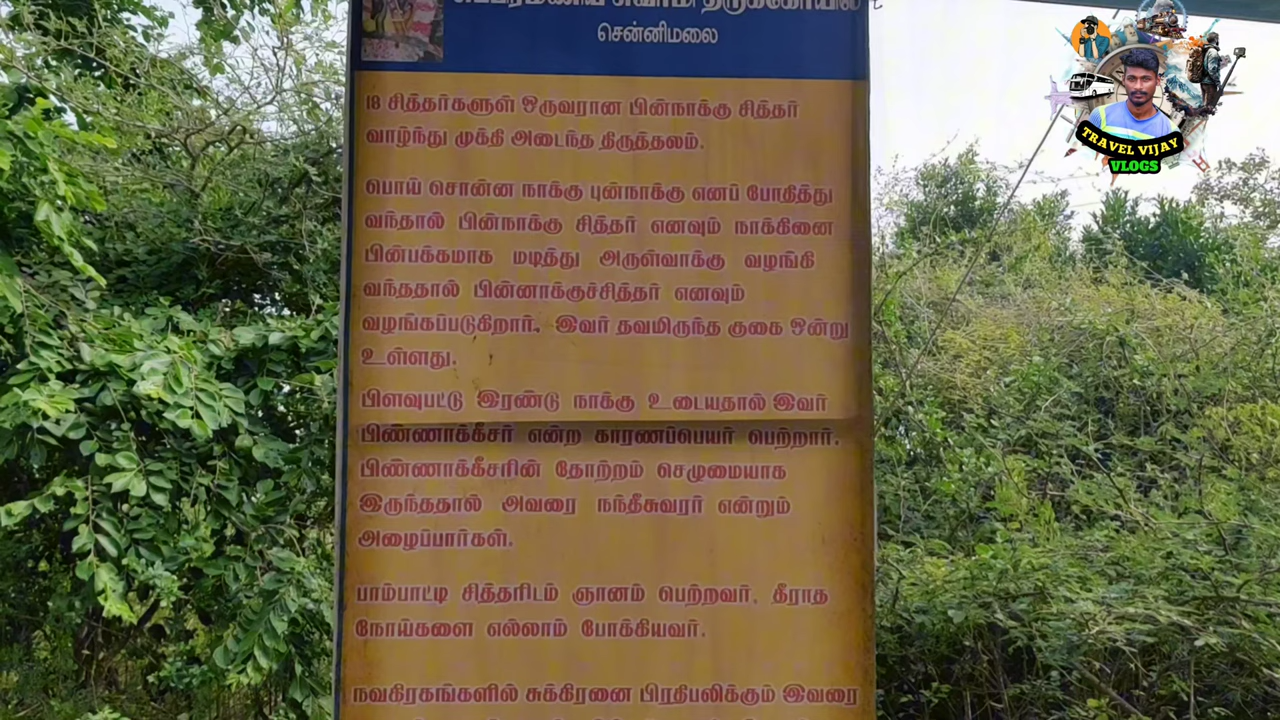 சுவாமி திருக்கோயில்
சென்னிமலை
18 சித்தர்களுள் ஒருவரான பின்நாக்கு சித்தர்
வாழ்ந்து முக்தி அடைந்த திருத்தலம்.
பொய் சொன்ன நாக்கு புன்நாக்கு எனப் போதித்து
வந்தால் பின்நாக்கு சித்தர் எனவும் நாக்கினை
பின்பக்கமாக மடித்து அருள்வாக்கு வழங்கி
வந்ததால் பின்னாக்குச்சித்தர் எனவும்
வழங்கப்படுகிறார். இவர் தவமிருந்த குகை ஒன்று
உள்ளது.
பிளவுபட்டு இரண்டு நாக்கு உடையதால் இவர்
பிண்ணாக்கீசர் என்ற காரணப்பெயர் பெற்றார்.
பிண்ணாக்கீசரின் தோற்றம் செழுமையாக
இருந்ததால் அவரை நந்தீசுவரர் என்றும்
அழைப்பார்கள்.
பாம்பாட்டி சித்தரிடம் ஞானம் பெற்றவர். தீராத
நோய்களை எல்லாம் போக்கியவர்.
நவகிரகங்களில் சுக்கிரனை பிரதிபலிக்கும் இவரை
TRAVEL VIJAY
VLOGS